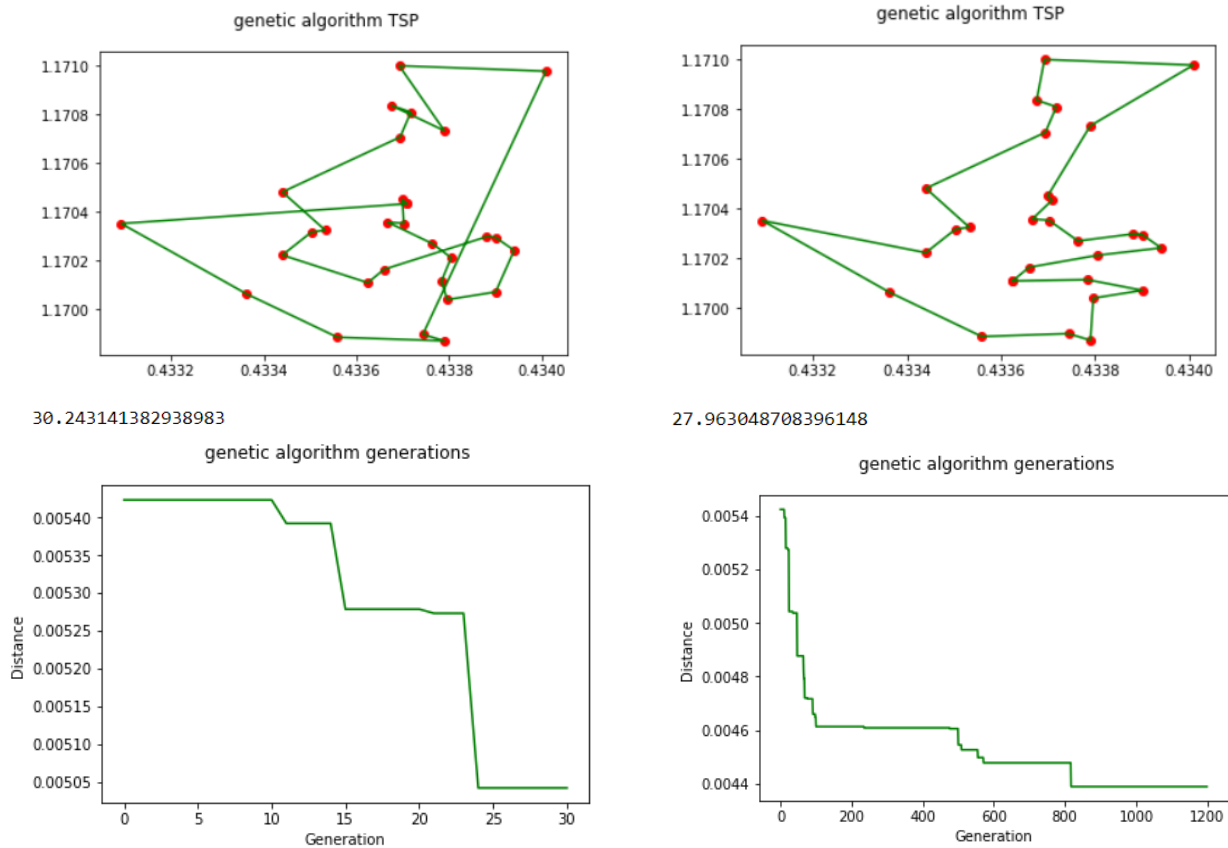 genetic algorithm TSP
1.1710
1.1708
1.1706
1.1704
1.1702
1.1700
0.4332 0.4334 0.4336 0.4338 0.4340
30.243141382938983
genetic algorithm TSP
1.1710
1.1708
1.1706
1.1704
1.1702
1.1700
0.4332 0.4334 0.4336 0.4338 0.4340
27.963048708396148
genetic algorithm generations
Distance
0.00540
0.00535
0.00530
0.00525
0.00520
0.00515
0.00510
0.00505
0 5 10 15 20 25 30
Generation
genetic algorithm generations
Distance
0.0054
0.0052
0.0050
0.0048
0.0046
0.0044
0 200 400 600 800 1000 1200
Generation